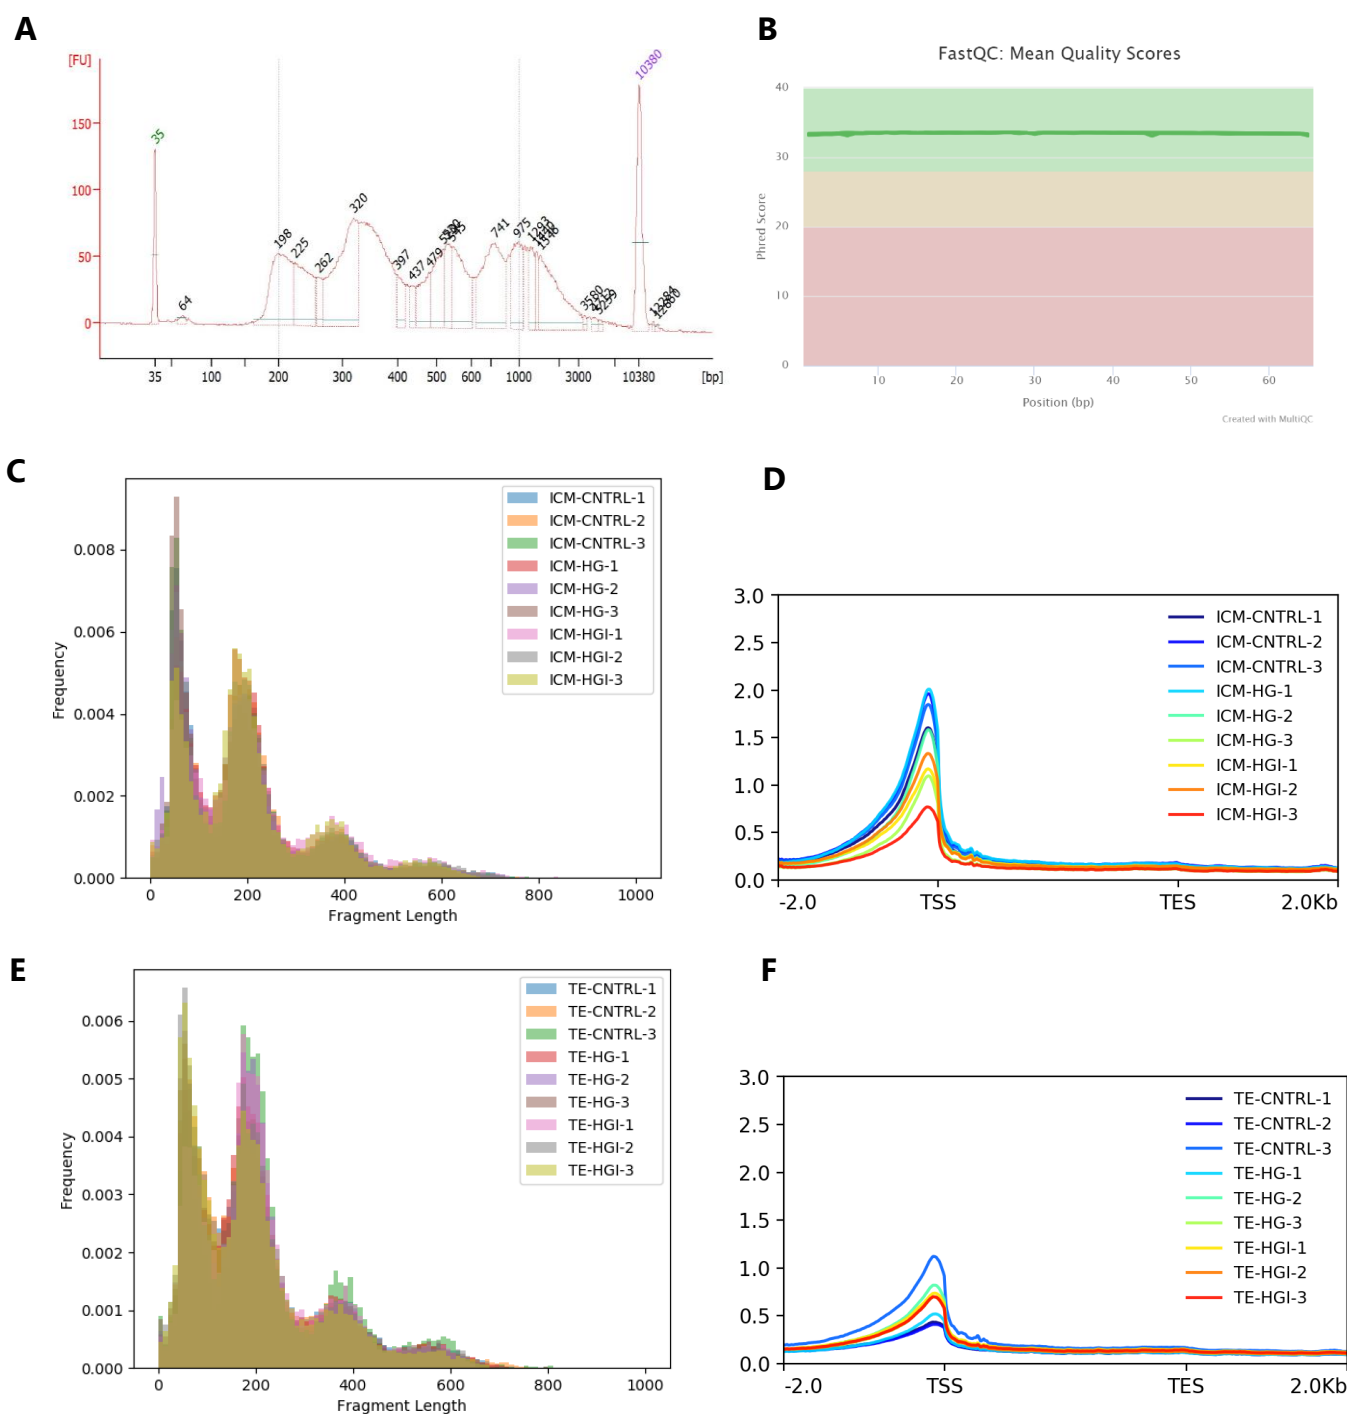 A
[FU]
150
100
50
0
35
64
198
225
262
320
397
437
479
545
741
975
1293
3580
5259
10380
35
100
200
300
400
500
600
1000
3000
10380
[bp]
B
FastQC: Mean Quality Scores
Phred Score
40
30
20
10
0
10
20
30
40
50
60
Position (bp)
Created with MultiQC
C
Frequency
0.008
0.006
0.004
0.002
0.000
ICM-CNTRL-1
ICM-CNTRL-2
ICM-CNTRL-3
ICM-HG-1
ICM-HG-2
ICM-HG-3
ICM-HGI-1
ICM-HGI-2
ICM-HGI-3
0
200
400
600
800
1000
Fragment Length
D
3.0
2.5
2.0
1.5
1.0
0.5
0.0
ICM-CNTRL-1
ICM-CNTRL-2
ICM-CNTRL-3
ICM-HG-1
ICM-HG-2
ICM-HG-3
ICM-HGI-1
ICM-HGI-2
ICM-HGI-3
-2.0
TSS
TES
2.0Kb
E
Frequency
0.006
0.005
0.004
0.003
0.002
0.001
0.000
TE-CNTRL-1
TE-CNTRL-2
TE-CNTRL-3
TE-HG-1
TE-HG-2
TE-HG-3
TE-HGI-1
TE-HGI-2
TE-HGI-3
0
200
400
600
800
1000
Fragment Length
F
3.0
2.5
2.0
1.5
1.0
0.5
0.0
TE-CNTRL-1
TE-CNTRL-2
TE-CNTRL-3
TE-HG-1
TE-HG-2
TE-HG-3
TE-HGI-1
TE-HGI-2
TE-HGI-3
-2.0
TSS
TES
2.0Kb